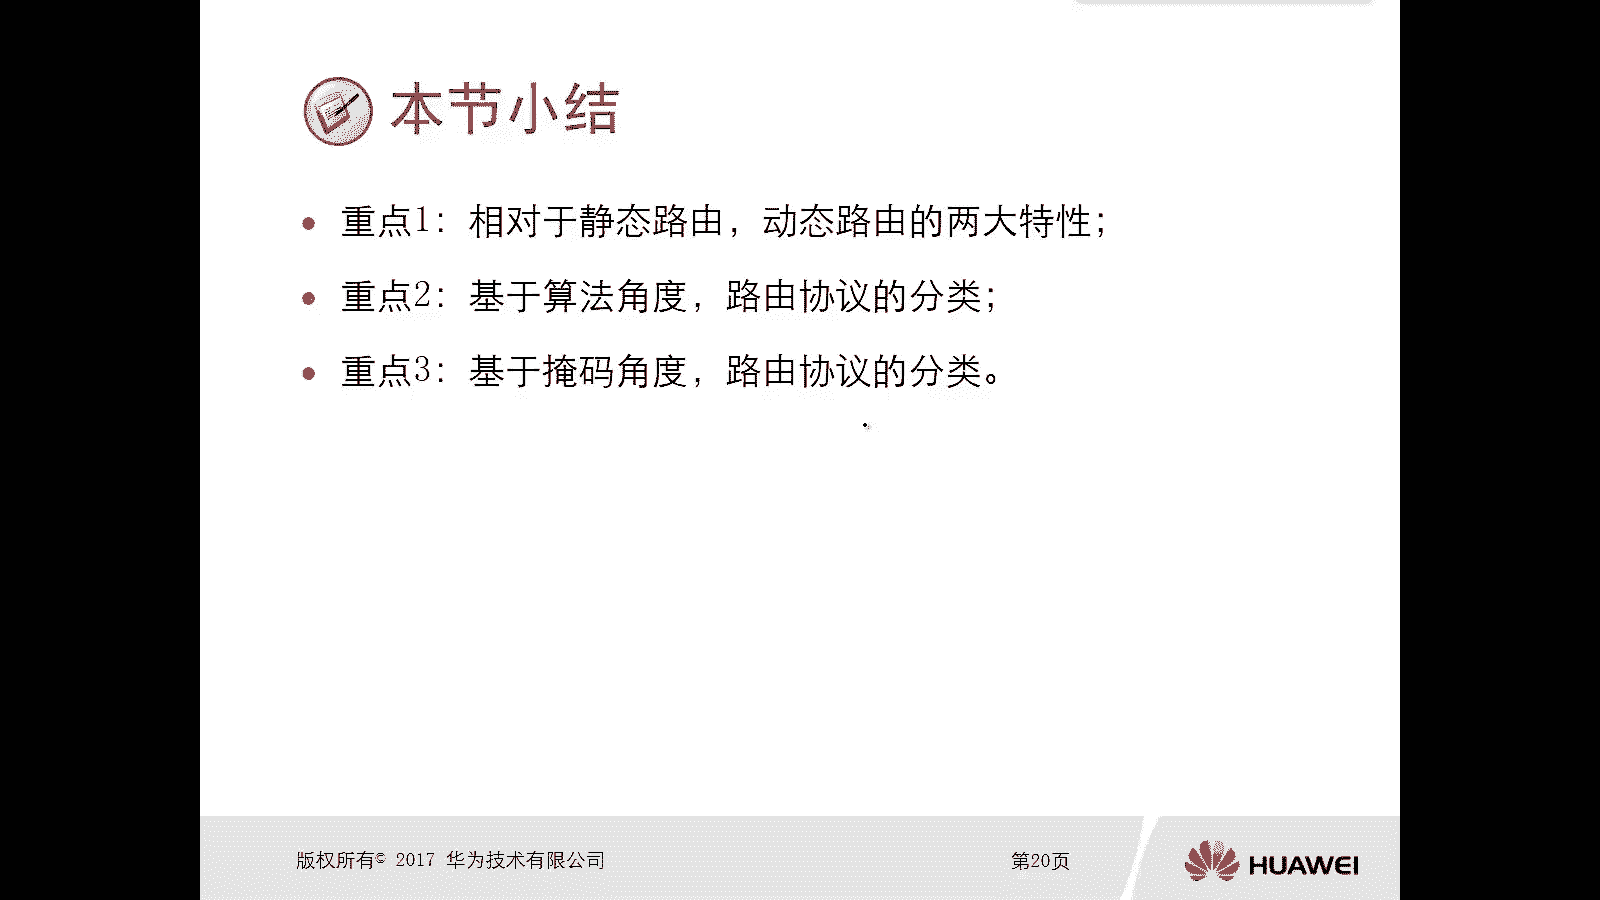 本节小结
重点1：相对于静态路由，动态路由的两大特性；
重点2：基于算法角度，路由协议的分类；
重点3：基于掩码角度，路由协议的分类。
版权所有© 2017 华为技术有限公司
第20页
HUAWEI